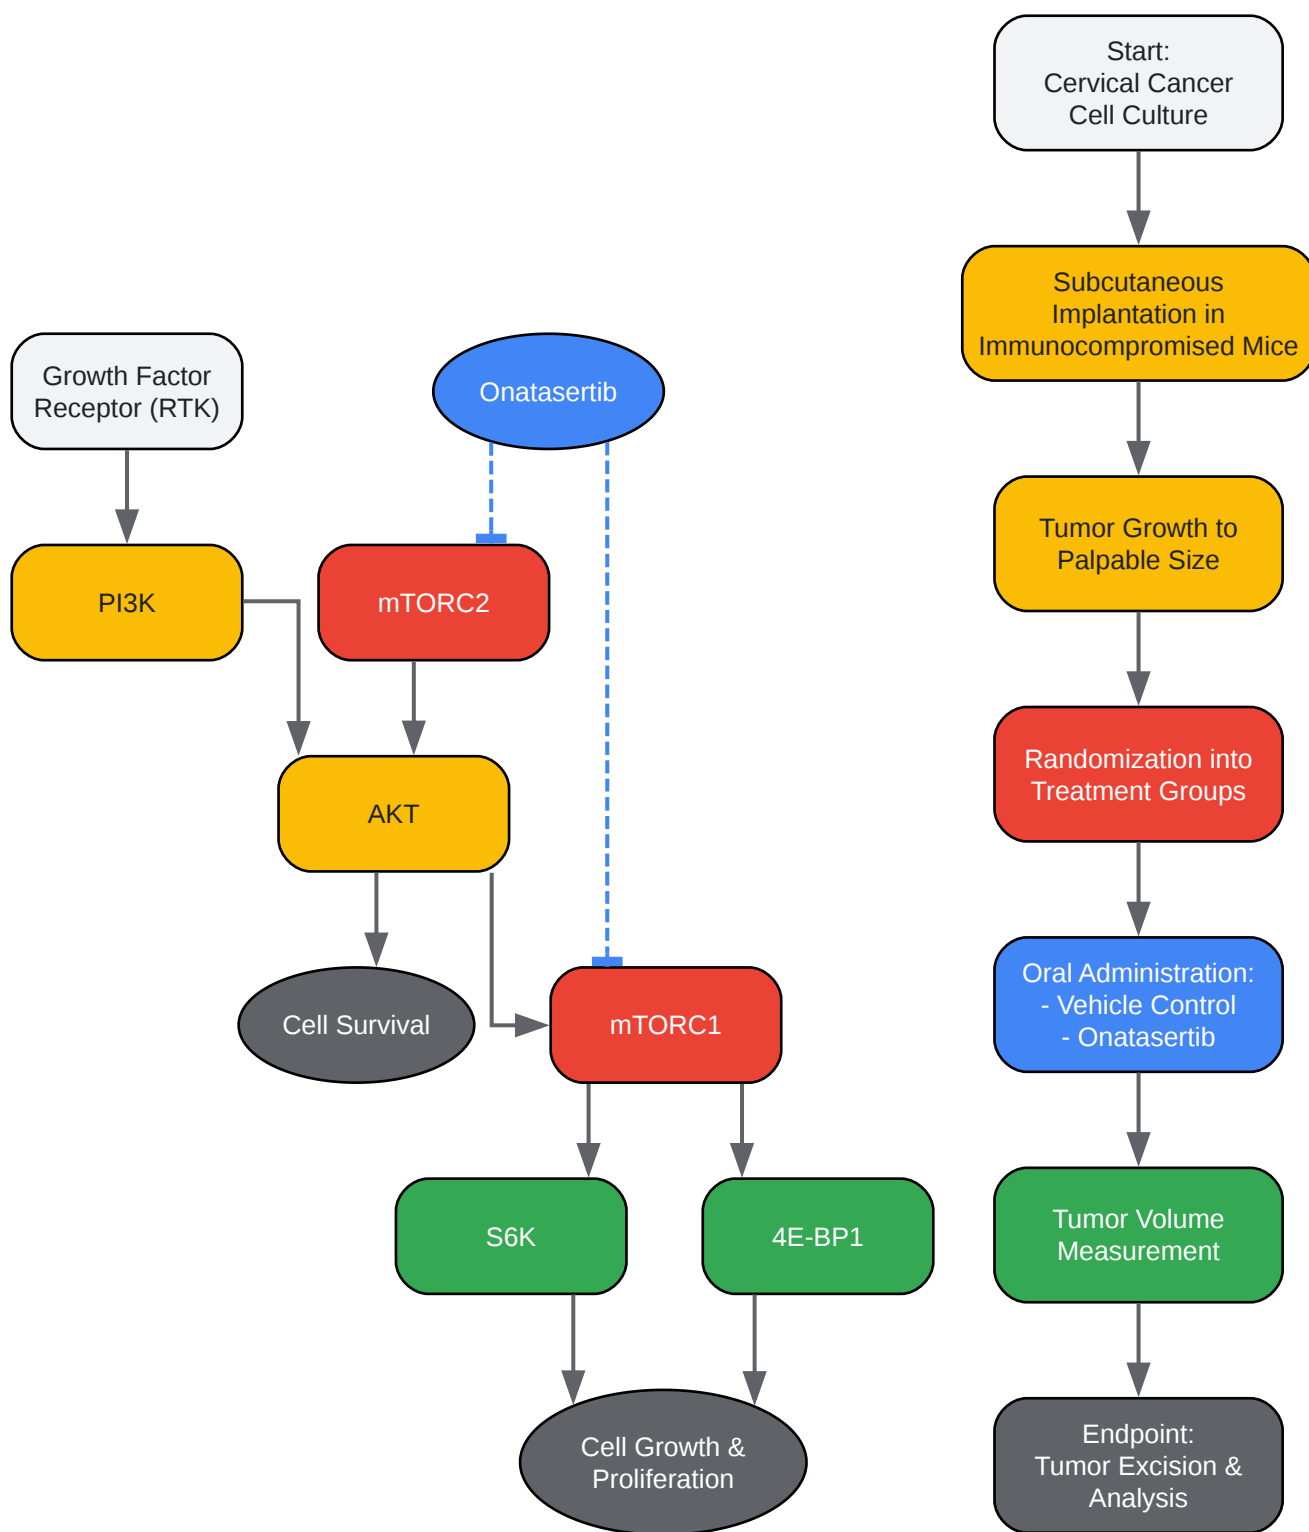 Growth Factor
Receptor (RTK)
Onatasertib
PI3K
mTORC2
AKT
Cell Survival
mTORC1
S6K
4E-BP1
Cell Growth &
Proliferation
Start:
Cervical Cancer
Cell Culture
Subcutaneous
Implantation in
Immunocompromised Mice
Tumor Growth to
Palpable Size
Randomization into
Treatment Groups
Oral Administration:
- Vehicle Control
- Onatasertib
Tumor Volume
Measurement
Endpoint:
Tumor Excision &
Analysis